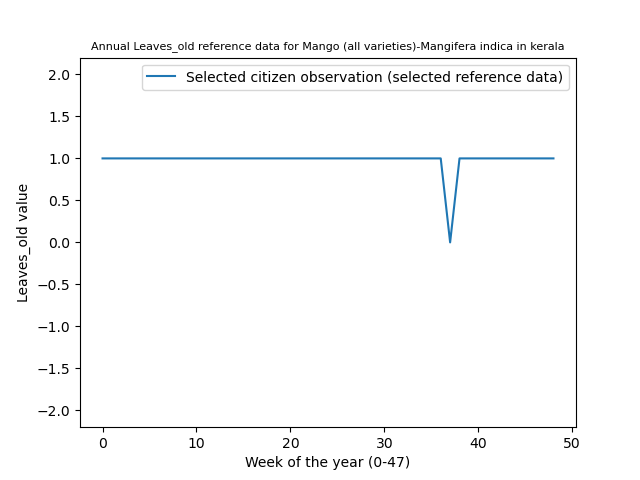 Annual Leaves_old reference data for Mango (all varieties)-Mangifera indica in kerala
Selected citizen observation (selected reference data)
2.0
1.5
1.0
0.5
0.0
−0.5
−1.0
−1.5
−2.0
Leaves_old value
0 10 20 30 40 50
Week of the year (0-47)